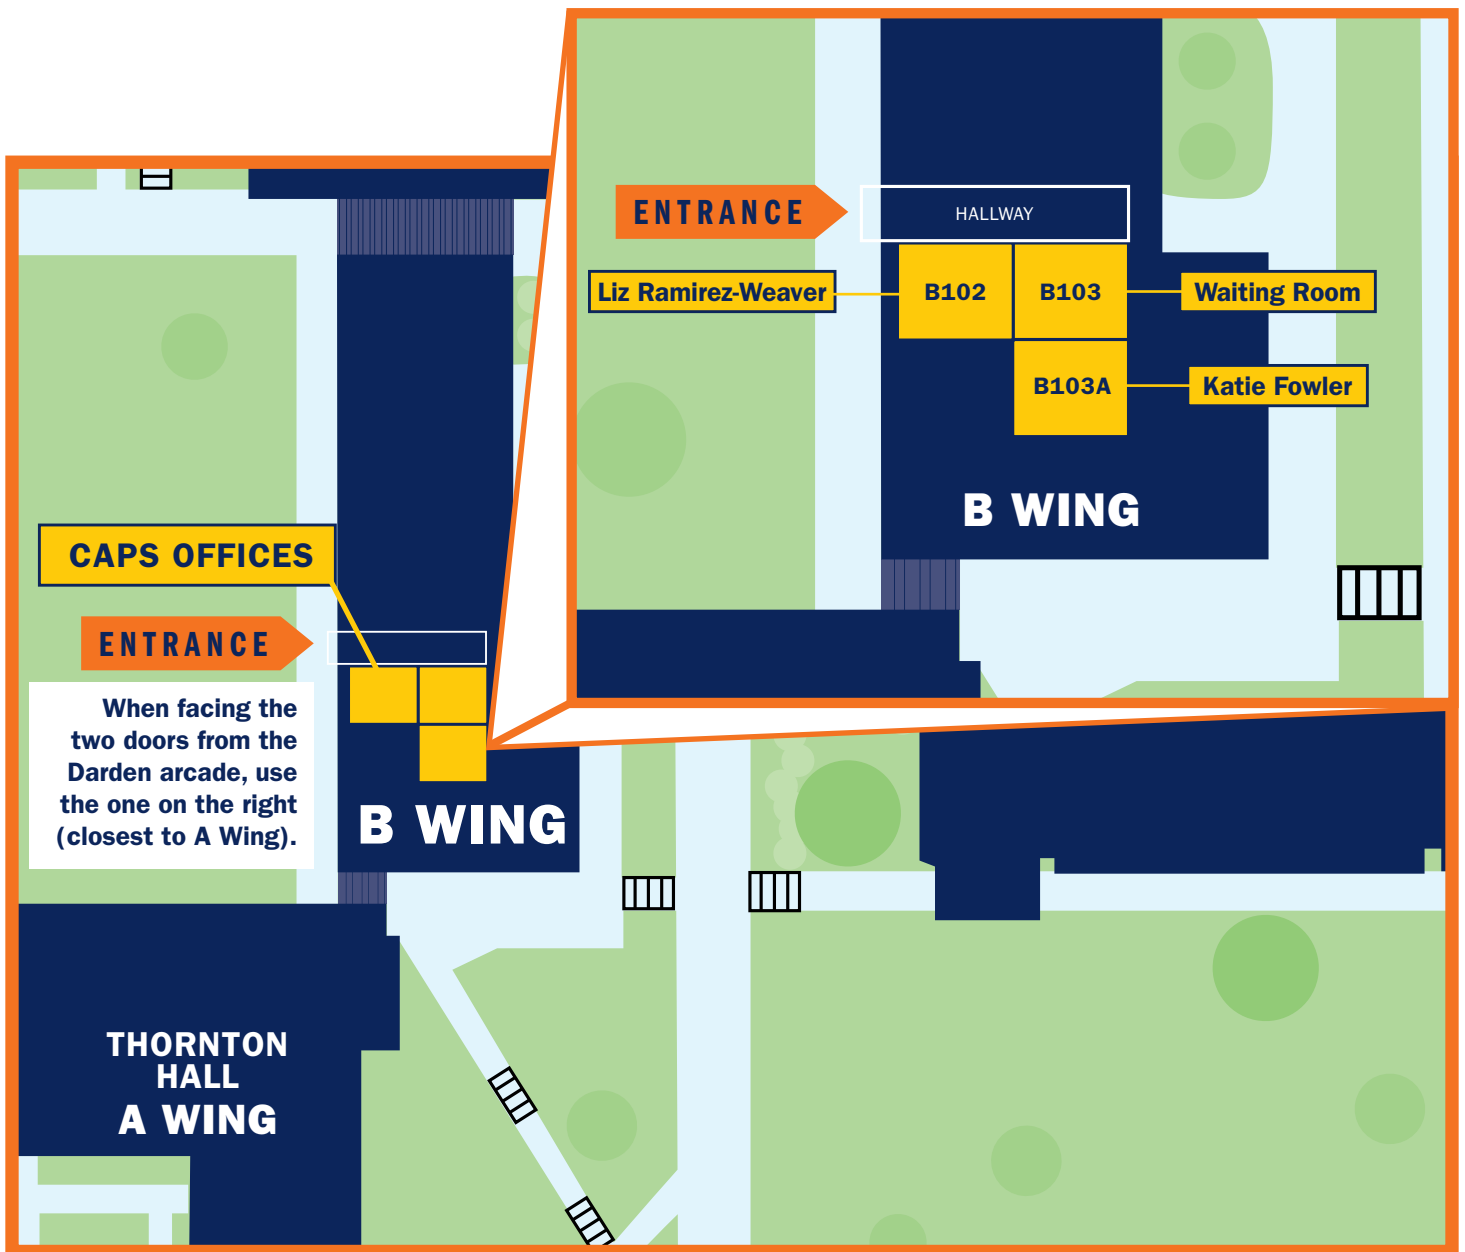 ENTRANCE
HALLWAY
Liz Ramirez-Weaver
B102
B103
Waiting Room
B103A
Katie Fowler
B WING
CAPS OFFICES
ENTRANCE
When facing the
two doors from the
Darden arcade, use
the one on the right
(closest to A Wing).
B WING
THORNTON
HALL
A WING